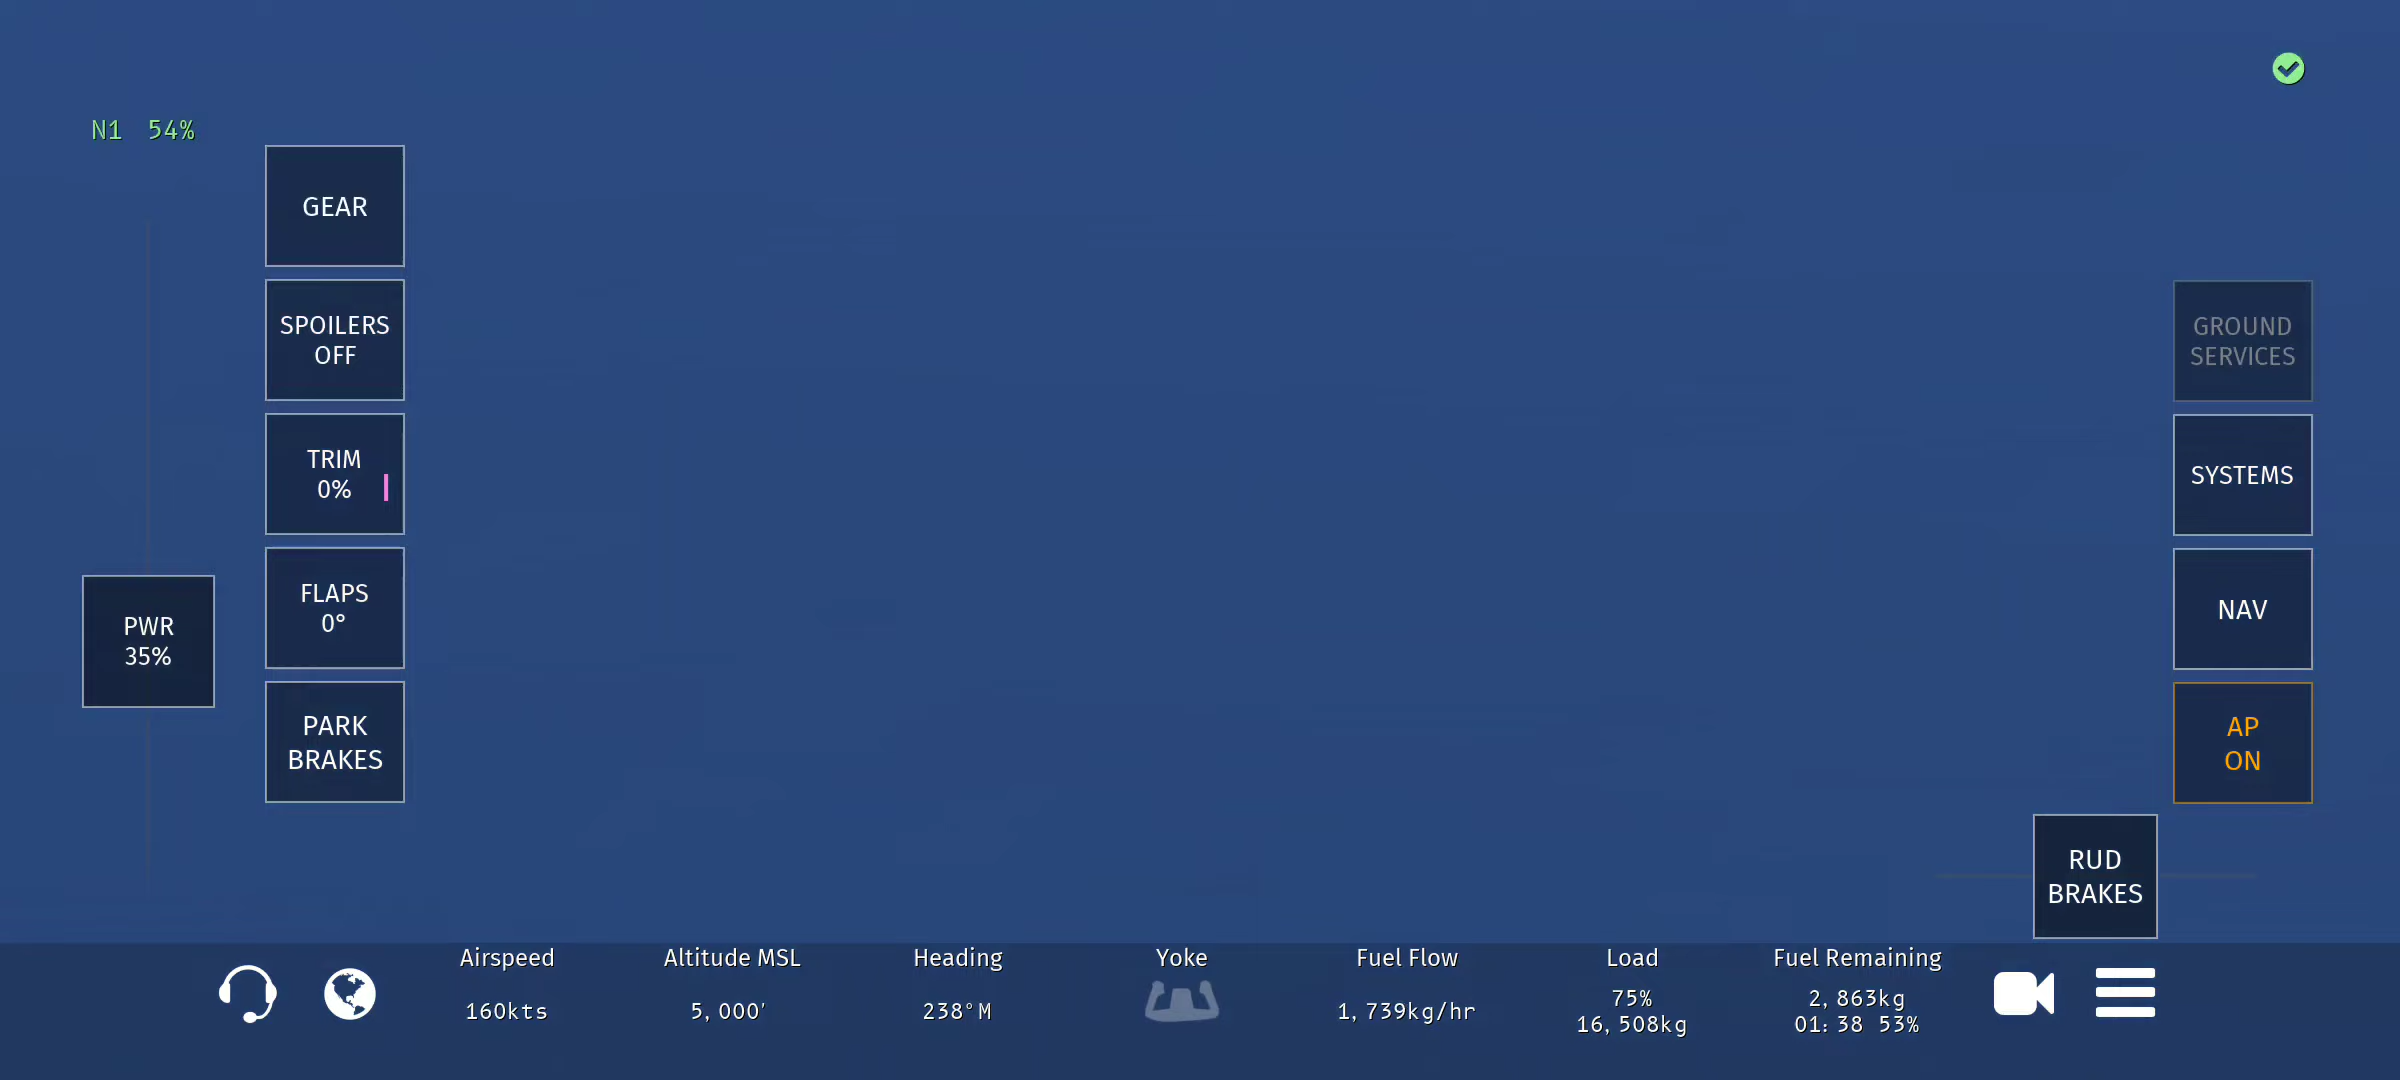 N1 54%
GEAR
SPOILERS
OFF
TRIM
0%
FLAPS
0°
PARK
BRAKES
PWR
35%
GROUND
SERVICES
SYSTEMS
NAV
AP
ON
RUD
BRAKES
Airspeed
160kts
Altitude MSL
5,000'
Heading
238°M
Yoke
Fuel Flow
1,739kg/hr
Load
75%
16,508kg
Fuel Remaining
2,863kg
01:38 53%